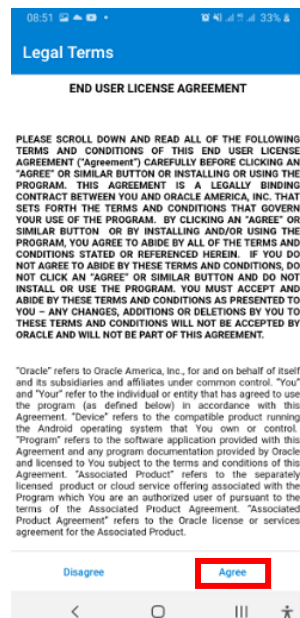 08:51 33%
Legal Terms
END USER LICENSE AGREEMENT
PLEASE SCROLL DOWN AND READ ALL OF THE FOLLOWING
TERMS AND CONDITIONS OF THIS END USER LICENSE
AGREEMENT ("Agreement") CAREFULLY BEFORE CLICKING AN
"AGREE" OR SIMILAR BUTTON OR INSTALLING OR USING THE
PROGRAM. THIS AGREEMENT IS A LEGALLY BINDING
CONTRACT BETWEEN YOU AND ORACLE AMERICA, INC. THAT
SETS FORTH THE TERMS AND CONDITIONS THAT GOVERN
YOUR USE OF THE PROGRAM. BY CLICKING AN "AGREE" OR
SIMILAR BUTTON OR BY INSTALLING AND/OR USING THE
PROGRAM, YOU AGREE TO ABIDE BY ALL OF THE TERMS AND
CONDITIONS STATED OR REFERENCED HEREIN. IF YOU DO
NOT AGREE TO ABIDE BY THESE TERMS AND CONDITIONS, DO
NOT CLICK AN "AGREE" OR SIMILAR BUTTON AND DO NOT
INSTALL OR USE THE PROGRAM. YOU MUST ACCEPT AND
ABIDE BY THESE TERMS AND CONDITIONS AS PRESENTED TO
YOU – ANY CHANGES, ADDITIONS OR DELETIONS BY YOU TO
THESE TERMS AND CONDITIONS WILL NOT BE ACCEPTED BY
ORACLE AND WILL NOT BE PART OF THIS AGREEMENT.
"Oracle" refers to Oracle America, Inc., for and on behalf of itself
and its subsidiaries and affiliates under common control. "You"
and "Your" refer to the individual or entity that has agreed to use
the program (as defined below) in accordance with this
Agreement. "Device" refers to the compatible product running
the Android operating system that You own or control.
"Program" refers to the software application provided with this
Agreement and any program documentation provided by Oracle
and licensed to You subject to the terms and conditions of this
Agreement. "Associated Product" refers to the separately
licensed product or cloud service offering associated with the
Program which You are an authorized user of pursuant to the
terms of the Associated Product Agreement. "Associated
Product Agreement" refers to the Oracle license or services
agreement for the Associated Product.
Disagree Agree